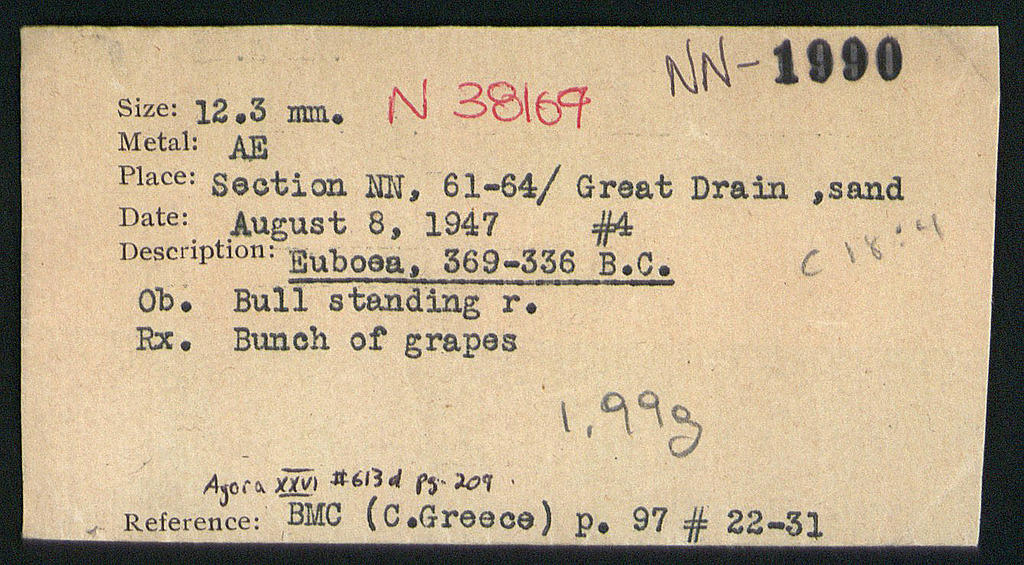 NN-1990
Size: 12.3 mm. N 38169
Metal: AE
Place: Section NN, 61-64/ Great Drain ,sand
Date: August 8, 1947 #4
C 18:4
Description: Euboea, 369-336 B.C.
Ob. Bull standing r.
Rx. Bunch of grapes
1.99g
Agora XXVI #613d pg. 209.
Reference: BMC (C.Greece) p. 97 # 22-31